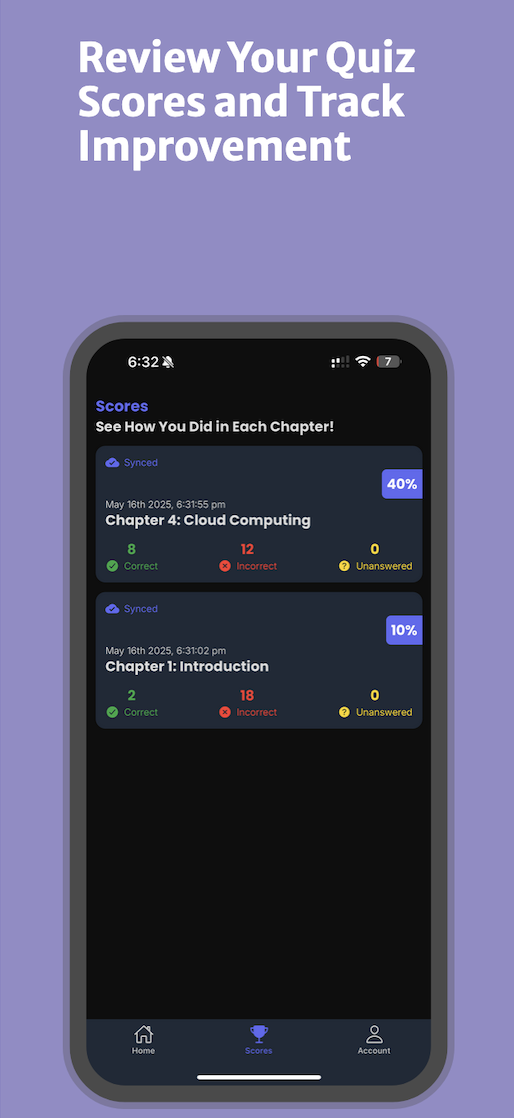 Review Your Quiz
Scores and Track
Improvement
6:32
7
Scores
See How You Did in Each Chapter!
Synced
40%
May 16th 2025, 6:31:55 pm
Chapter 4: Cloud Computing
8 12 0
Correct Incorrect Unanswered
Synced
10%
May 16th 2025, 6:31:02 pm
Chapter 1: Introduction
2 18 0
Correct Incorrect Unanswered
Home Scores Account